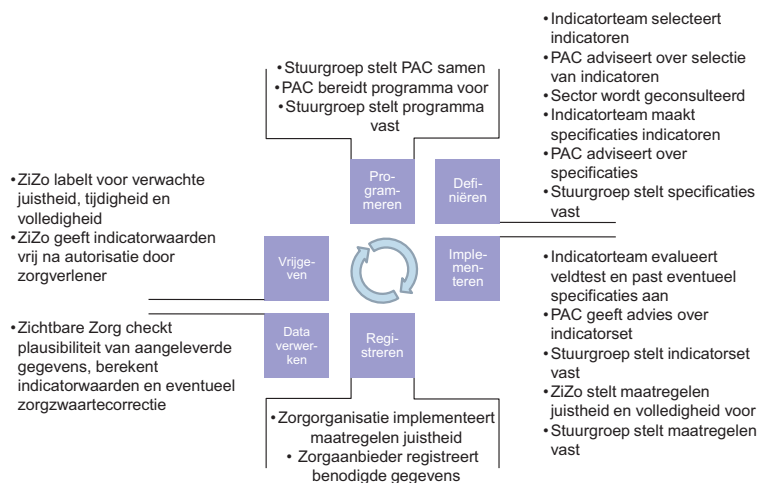 •Stuurgroep stelt PAC samen
•PAC bereidt programma voor
•Stuurgroep stelt programma
vast
•Indicatorteam selecteert
indicatoren
•PAC adviseert over selectie
van indicatoren
•Sector wordt geconsulteerd
•Indicatorteam maakt
specificaties indicatoren
•PAC adviseert over
specificaties
•Stuurgroep stelt specificaties
vast
Pro-
gram-
meren
Defi-
niëren
•ZiZo labelt voor verwachte
juistheid, tijdigheid en
volledigheid
•ZiZo geeft indicatorwaarden
vrij na autorisatie door
zorgverlener
Vrijge-
ven
Imple-
men-
teren
•Indicatorteam evalueert
veldtest en past eventueel
specificaties aan
•PAC geeft advies over
indicatorset
•Stuurgroep stelt indicatorset
vast
•ZiZo stelt maatregelen
juistheid en volledigheid voor
•Stuurgroep stelt maatregelen
vast
•Zichtbare Zorg checkt
plausibiliteit van aangeleverde
gegevens, berekent
indicatorwaarden en eventueel
zorgzwaartecorrectie
Data
verwer-
ken
Regi-
streren
•Zorgorganisatie implementeert
maatregelen juistheid
• Zorgaanbieder registreert
benodigde gegevens